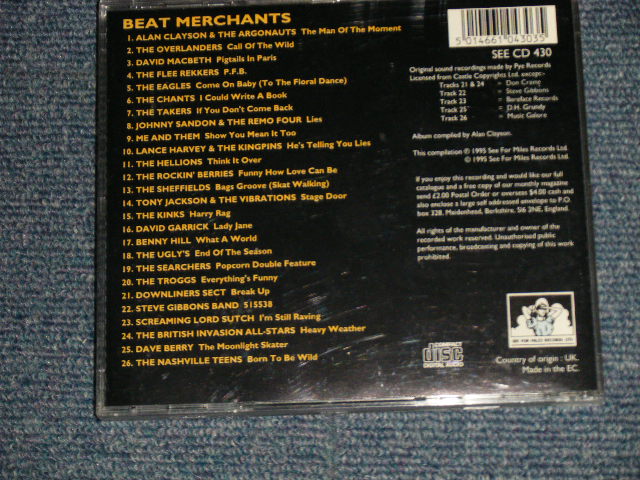 BEAT MERCHANTS
1. ALAN CLAYSON & THE ARGONAUTS The Man Of The Moment
2. THE OVERLANDERS Call Of The Wild
3. DAVID MACBETH Pigtails In Paris
4. THE FLEE REKKERS P.F.B.
5. THE EAGLES Come On Baby (To The Floral Dance)
6. THE CHANTS I Could Write A Book
7. THE TAKERS If You Don't Come Back
8. JOHNNY SANDON & THE REMO FOUR Lies
9. ME AND THEM Show You Mean It Too
10. LANCE HARVEY & THE KINGPINS He's Telling You Lies
11. THE HELLIONS Think It Over
12. THE ROCKIN' BERRIES Funny How Love Can Be
13. THE SHEFFIELDS Bags Groove (Skat Walking)
14. TONY JACKSON & THE VIBRATIONS Stage Door
15. THE KINKS Harry Rag
16. DAVID GARRICK Lady Jane
17. BENNY HILL What A World
18. THE UGLY'S End Of The Season
19. THE SEARCHERS Popcorn Double Feature
20. THE TROGGS Everything's Funny
21. DOWNLINERS SECT Break Up
22. STEVE GIBBONS BAND 515538
23. SCREAMING LORD SUTCH I'm Still Raving
24. THE BRITISH INVASION ALL-STARS Heavy Weather
25. DAVE BERRY The Moonlight Skater
26. THE NASHVILLE TEENS Born To Be Wild
5 014661 043035
SEE CD 430
Original sound recordings made by Pye Records
Licensed from Castle Copyrights Ltd. except:-
Tracks 21 & 24 = Don Crane
Track 22 = Steve Gibbons
Track 23 = Bareface Records
Track 25 = D.H. Grundy
Track 26 = Music Galore
Album compiled by Alan Clayson.
This compilation ℗ 1995 See For Miles Records Ltd.
© 1995 See For Miles Records Ltd.
If you enjoy this recording and would like our full
catalogue and a free copy of our monthly magazine
send £2.00 Postal Order or overseas $4.00 cash and
also enclose a large self addressed envelope to P.O.
box 328, Maidenhead, Berkshire, Sl6 2NE, England.
All rights of the manufacturer and owner of the
recorded work reserved. Unauthorised public
performance, broadcasting and copying of this work
prohibited.
COMPACT
disc
DIGITAL AUDIO
SEE FOR MILES RECORDS LTD.
Country of origin : UK.
Made in the EC.